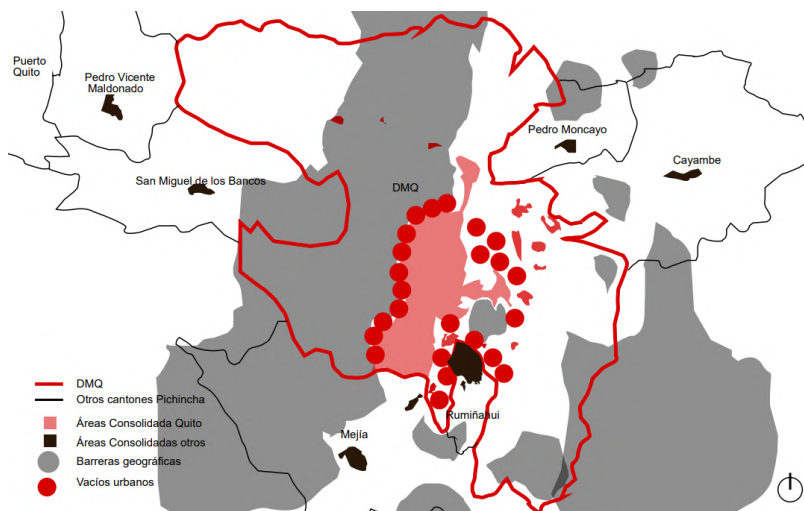 Puerto
Quito
Pedro Vicente
Maldonado
Pedro Moncayo
Cayambe
San Miguel de los Bancos
DMQ
Rumiñahui
Mejía
DMQ
Otros cantones Pichincha
Áreas Consolidada Quito
Áreas Consolidadas otros
Barreras geográficas
Vacíos urbanos